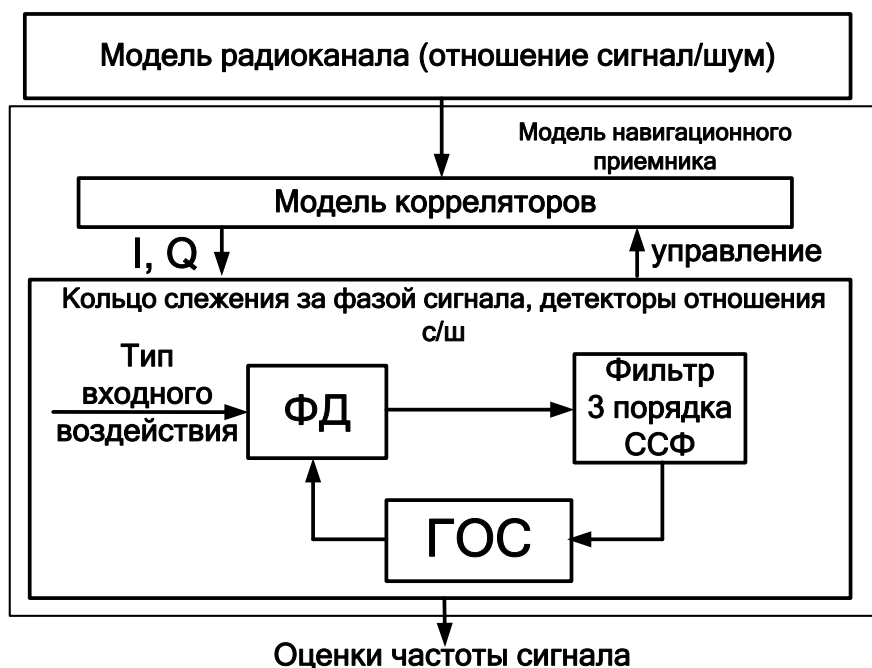 Модель радиоканала (отношение сигнал/шум)
Модель навигационного
приемника
Модель корреляторов
I, Q
управление
Кольцо слежения за фазой сигнала, детекторы отношения
с/ш
Тип
входного
воздействия
ФД
Фильтр
3 порядка
ССФ
ГОС
Оценки частоты сигнала